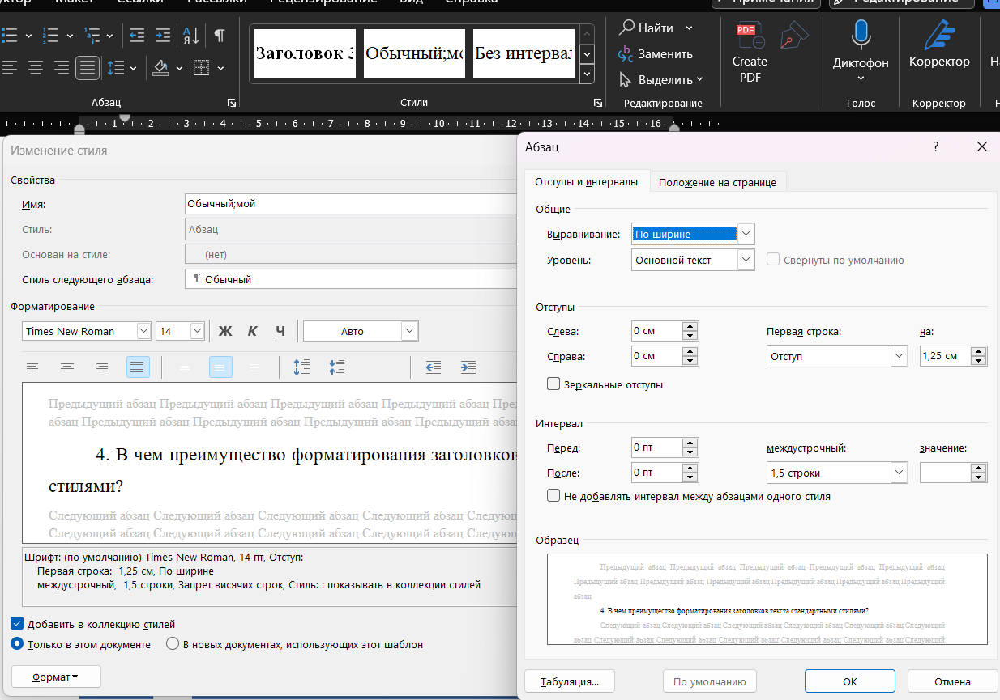 Макет Ссылки Рассылки Рецензирование Вид Справка
Примечания Редактирование
Заголовок 3 Обычный;мо Без интервал
Найти
Заменить
Выделить
Create PDF
Диктофон
Корректор
Абзац Стили Редактирование Голос Корректор
1 2 3 4 5 6 7 8 9 10 11 12 13 14 15 16
Изменение стиля
Свойства
Имя: Обычный;мой
Стиль: Абзац
Основан на стиле: (нет)
Стиль следующего абзаца: ¶ Обычный
Форматирование
Times New Roman 14 Ж К Ч Авто
Предыдущий абзац Предыдущий абзац Предыдущий абзац Предыдущий абзац Пред
абзац Предыдущий абзац Предыдущий абзац Предыдущий абзац Предыдущий абза
4. В чем преимущество форматирования заголовков
стилями?
Следующий абзац Следующий абзац Следующий абзац Следующий абзац Следующ
Следующий абзац Следующий абзац Следующий абзац Следующий абзац Следующ
Шрифт: (по умолчанию) Times New Roman, 14 пт, Отступ:
Первая строка: 1,25 см, По ширине
междустрочный, 1,5 строки, Запрет висячих строк, Стиль: : показывать в коллекции стилей
Добавить в коллекцию стилей
Только в этом документе В новых документах, использующих этот шаблон
Формат
Абзац ?
Отступы и интервалы Положение на странице
Общие
Выравнивание: По ширине
Уровень: Основной текст Свернуты по умолчанию
Отступы
Слева: 0 см Первая строка: на:
Справа: 0 см Отступ 1,25 см
Зеркальные отступы
Интервал
Перед: 0 пт междустрочный: значение:
После: 0 пт 1,5 строки
Не добавлять интервал между абзацами одного стиля
Образец
Предыдущий абзац Предыдущий абзац Предыдущий абзац Предыдущий абзац Предыдущий абзац
Предыдущий абзац Предыдущий абзац Предыдущий абзац Предыдущий абзац Предыдущий
абзац
4. В чем преимущество форматирования заголовков текста стандартными стилями?
Следующий абзац Следующий абзац Следующий абзац Следующий абзац Следующий абзац
Следующий абзац Следующий абзац Следующий абзац Следующий абзац Следующий абзац
Табуляция... По умолчанию ОК Отмена